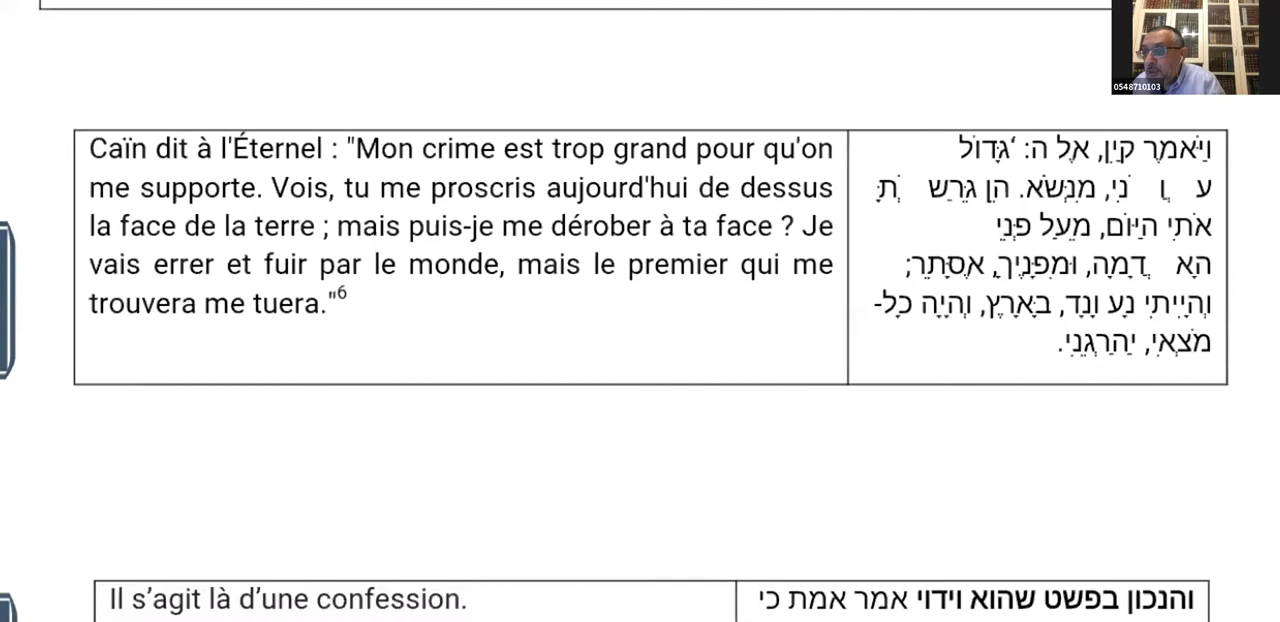 0548710103
Caïn dit à l'Éternel : "Mon crime est trop grand pour qu'on
me supporte. Vois, tu me proscris aujourd'hui de dessus
la face de la terre ; mais puis-je me dérober à ta face ? Je
vais errer et fuir par le monde, mais le premier qui me
trouvera me tuera."6
וַיֹּאמֶר קַיִן, אֶל ה: 'גָּדוֹל
עֲוֺנִי, מִנְּשֹׂא. הֵן גֵּרַשְׁתָּ
אֹתִי הַיּוֹם, מֵעַל פְּנֵי
הָאֲדָמָה, וּמִפָּנֶיךָ, אֶסָּתֵר;
וְהָיִיתִי נָע וָנָד, בָּאָרֶץ, וְהָיָה כָל-
מֹצְאִי, יַהַרְגֵנִי.
Il s'agit là d'une confession.
והנכון בפשט שהוא וידוי אמר אמת כי